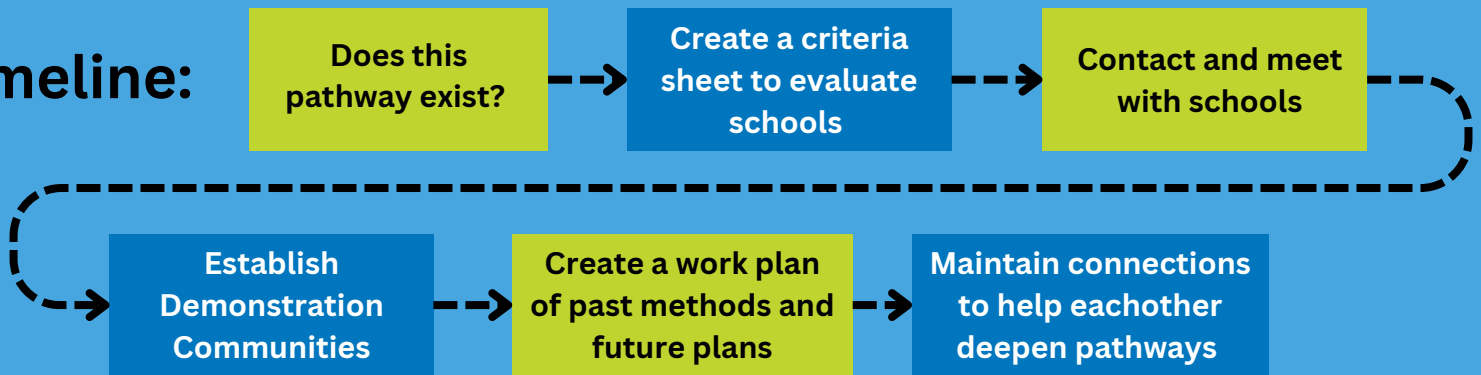 meline:
Does this
pathway exist?
Create a criteria
sheet to evaluate
schools
Contact and meet
with schools
Establish
Demonstration
Communities
Create a work plan
of past methods and
future plans
Maintain connections
to help eachother
deepen pathways